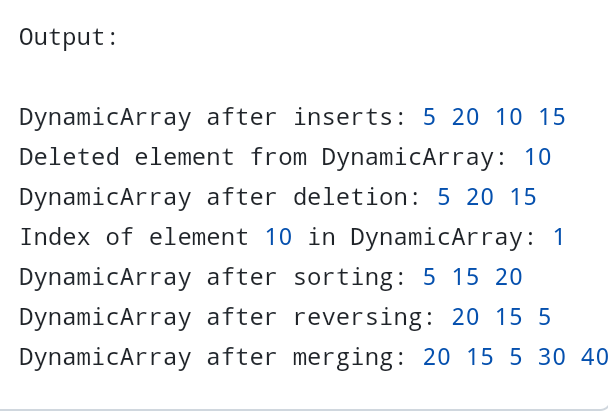 Output:
DynamicArray after inserts: 5 20 10 15
Deleted element from DynamicArray: 10
DynamicArray after deletion: 5 20 15
Index of element 10 in DynamicArray: 1
DynamicArray after sorting: 5 15 20
DynamicArray after reversing: 20 15 5
DynamicArray after merging: 20 15 5 30 40